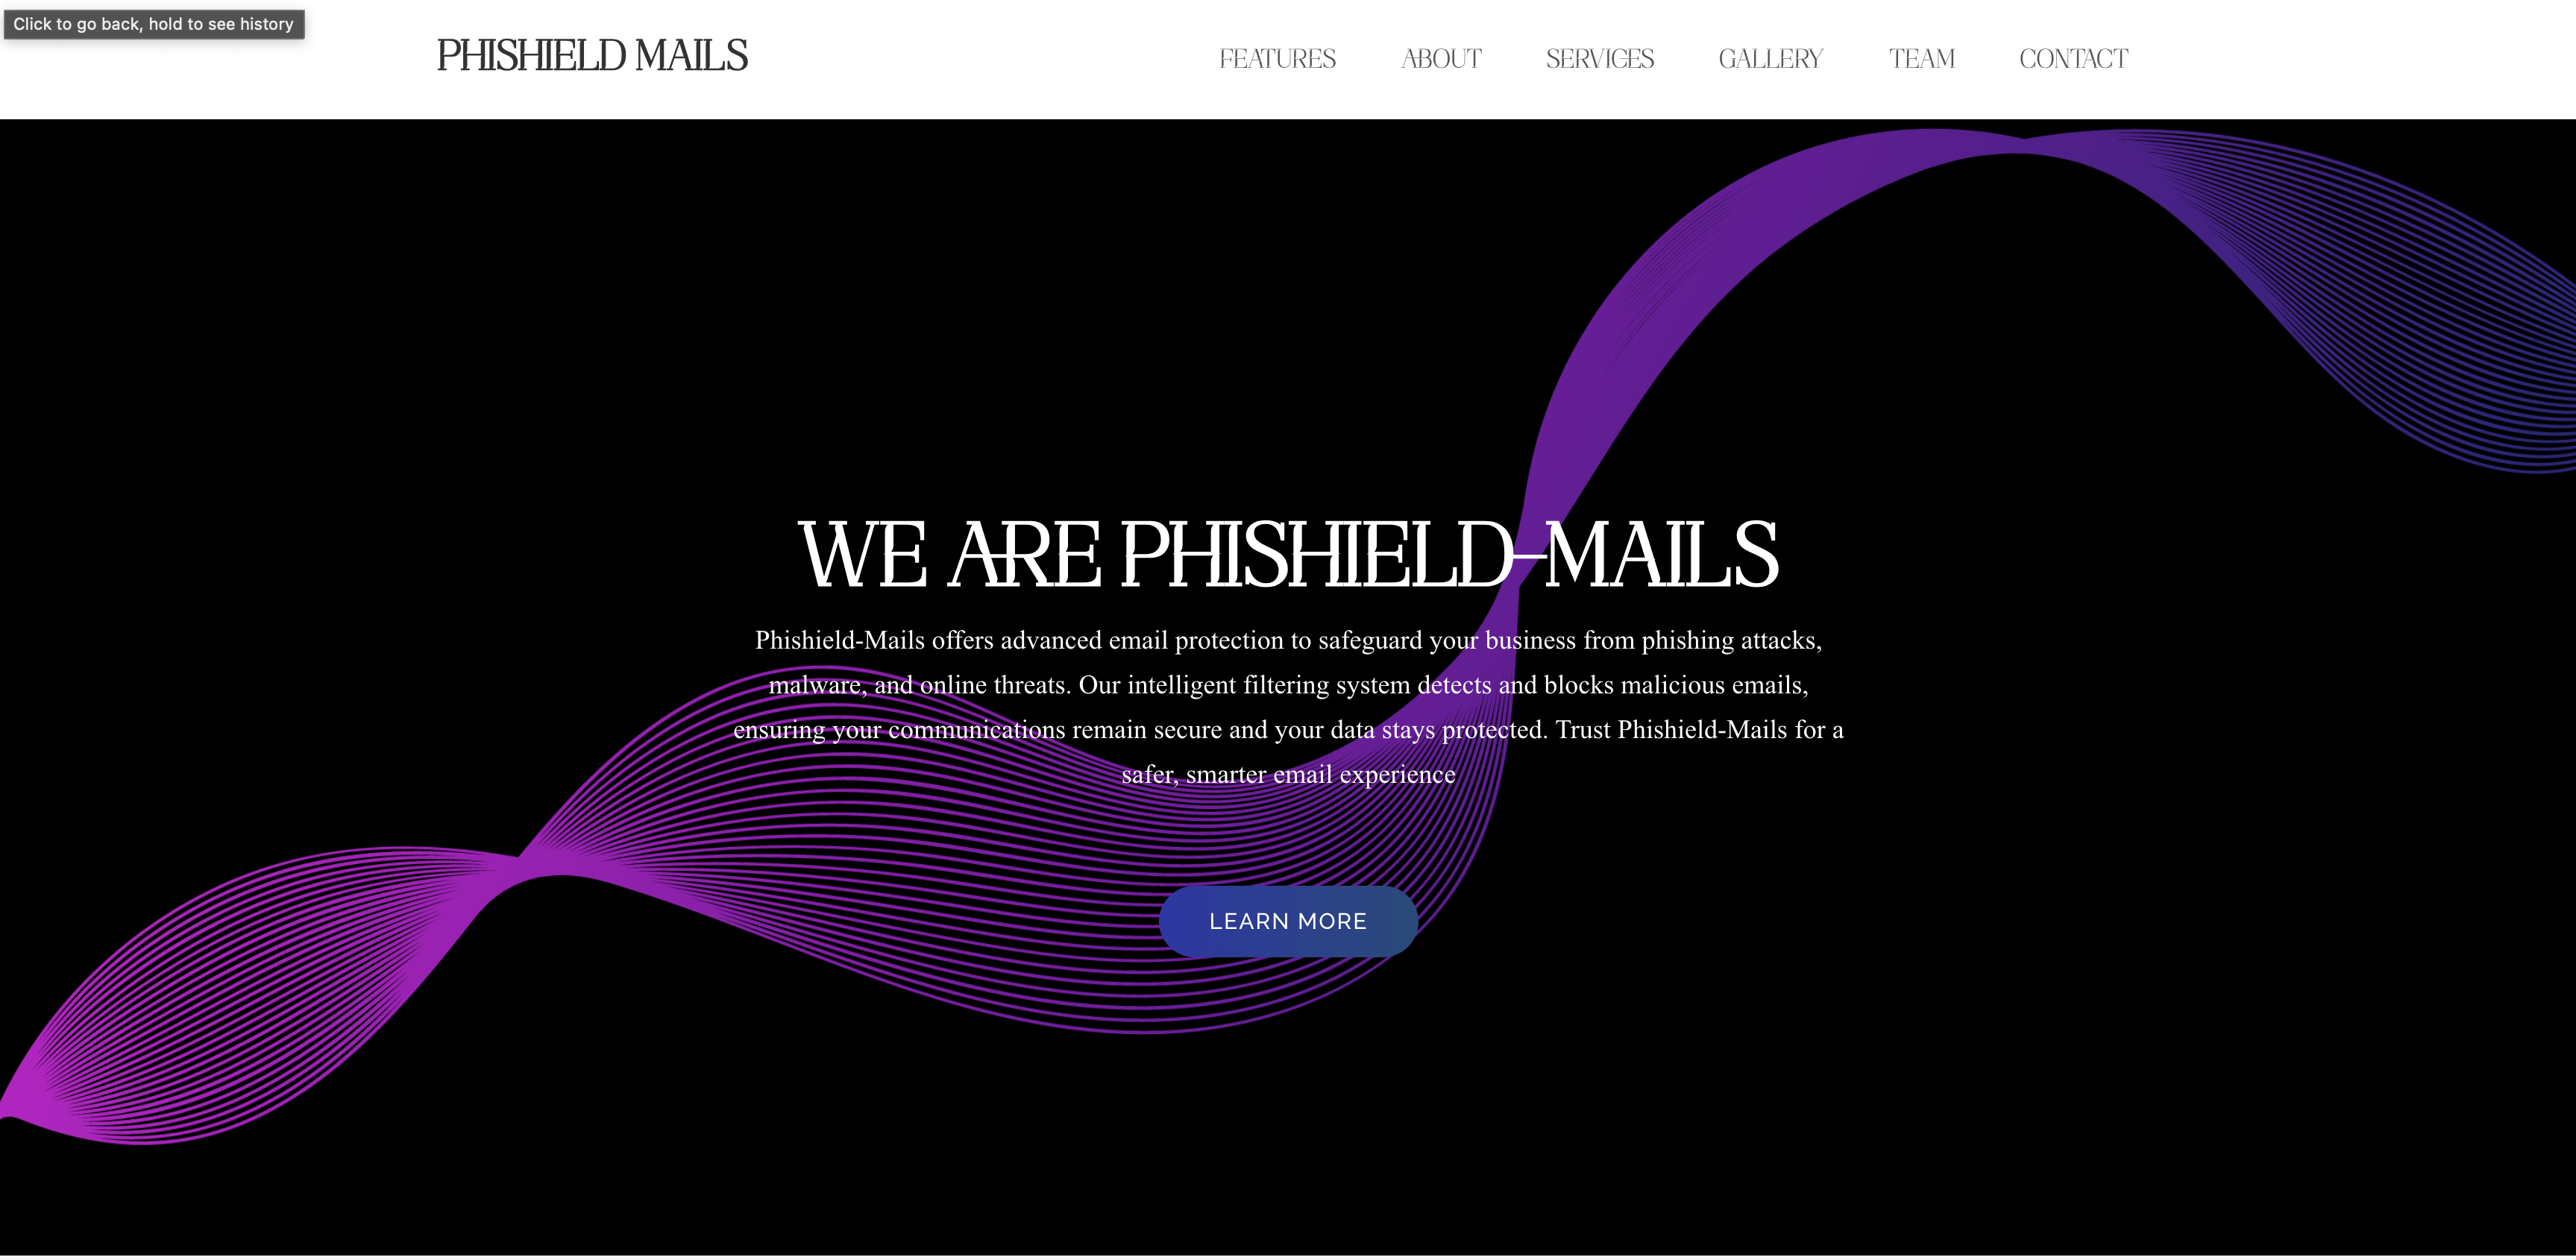 Click to go back, hold to see history
PHISHIELD MAILS
FEATURES ABOUT SERVICES GALLERY TEAM CONTACT
WE ARE PHISHIELD-MAILS
Phishield-Mails offers advanced email protection to safeguard your business from phishing attacks,
malware, and online threats. Our intelligent filtering system detects and blocks malicious emails,
ensuring your communications remain secure and your data stays protected. Trust Phishield-Mails for a
safer, smarter email experience
LEARN MORE